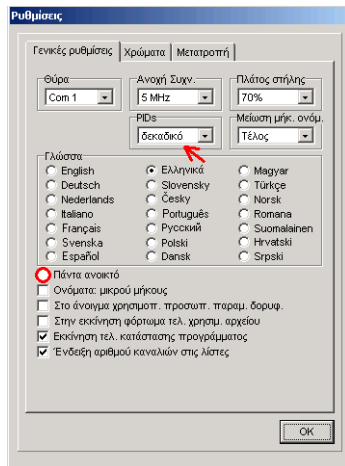 Ρυθμίσεις
Γενικές ρυθμίσεις Χρώματα Μετατροπή
Θύρα Ανοχή Συχν. Πλάτος στήλης
Com 1 5 MHz 70%
PIDs Μείωση μήκ. ονόμ.
δεκαδικό Τέλος
Γλώσσα
English Ελληνικά Magyar
Deutsch Slovensky Türkçe
Nederlands Česky Norsk
Italiano Português Romana
Français Русский Suomalainen
Svenska Polski Hrvatski
Español Dansk Srpski
Πάντα ανοικτό
Ονόματα: μικρού μήκους
Στο άνοιγμα χρησιμοπ. προσωπ. παραμ. δορυφ.
Στην εκκίνηση φόρτωμα τελ. χρησιμ. αρχείου
Εκκίνηση τελ. κατάστασης προγράμματος
Ένδειξη αριθμού καναλιών στις λίστες
OK